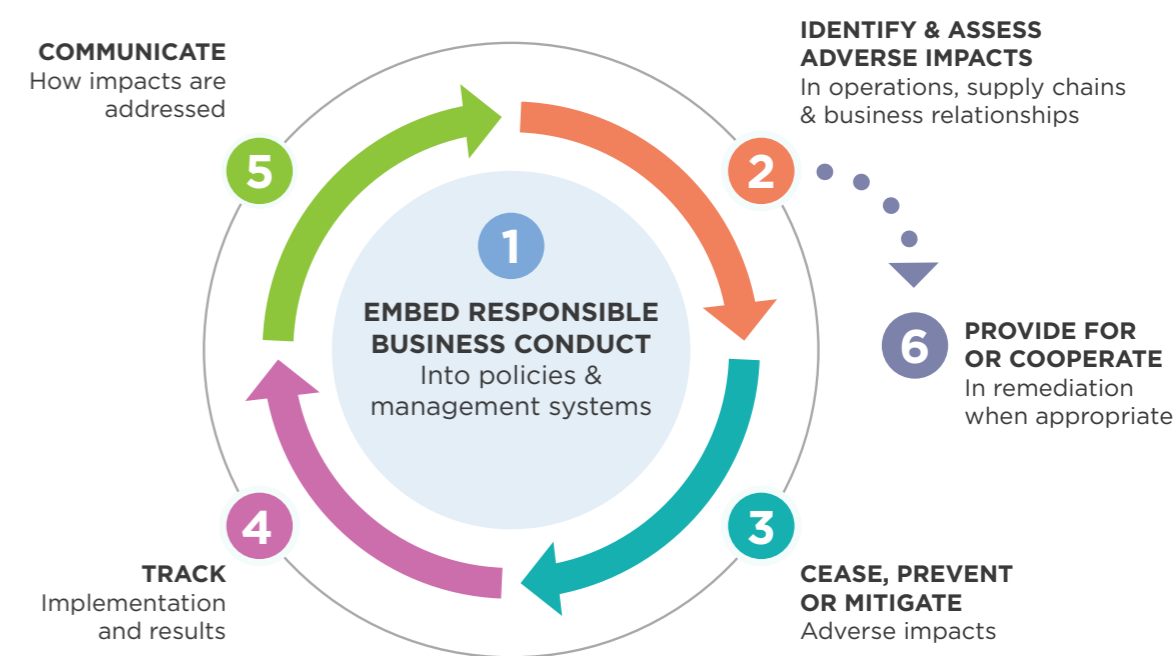 1
EMBED RESPONSIBLE
BUSINESS CONDUCT
Into policies &
management systems
2
IDENTIFY & ASSESS
ADVERSE IMPACTS
In operations, supply chains
& business relationships
3
CEASE, PREVENT
OR MITIGATE
Adverse impacts
4
TRACK
Implementation
and results
5
COMMUNICATE
How impacts are
addressed
6
PROVIDE FOR
OR COOPERATE
In remediation
when appropriate